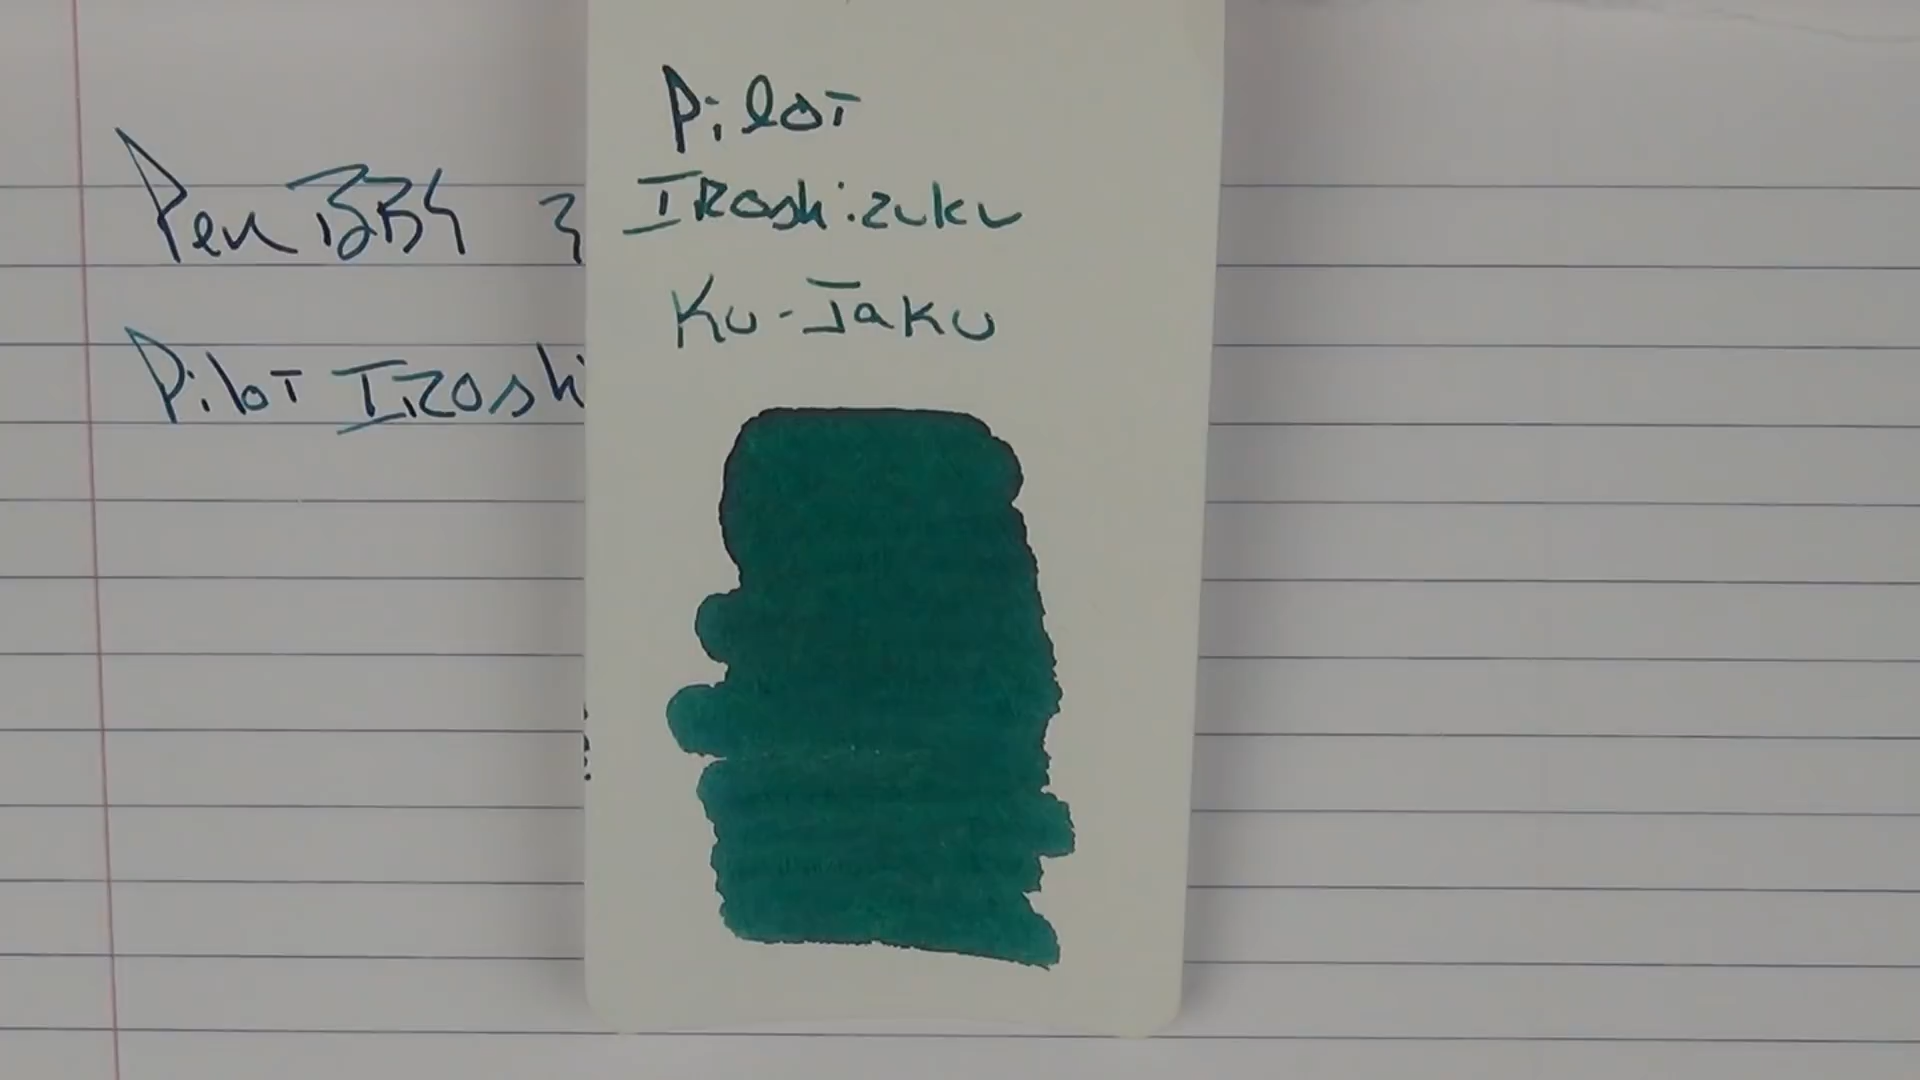 Pilot
Iroshizuku
Ku-Jaku
Pen BBS
Pilot Iroshi